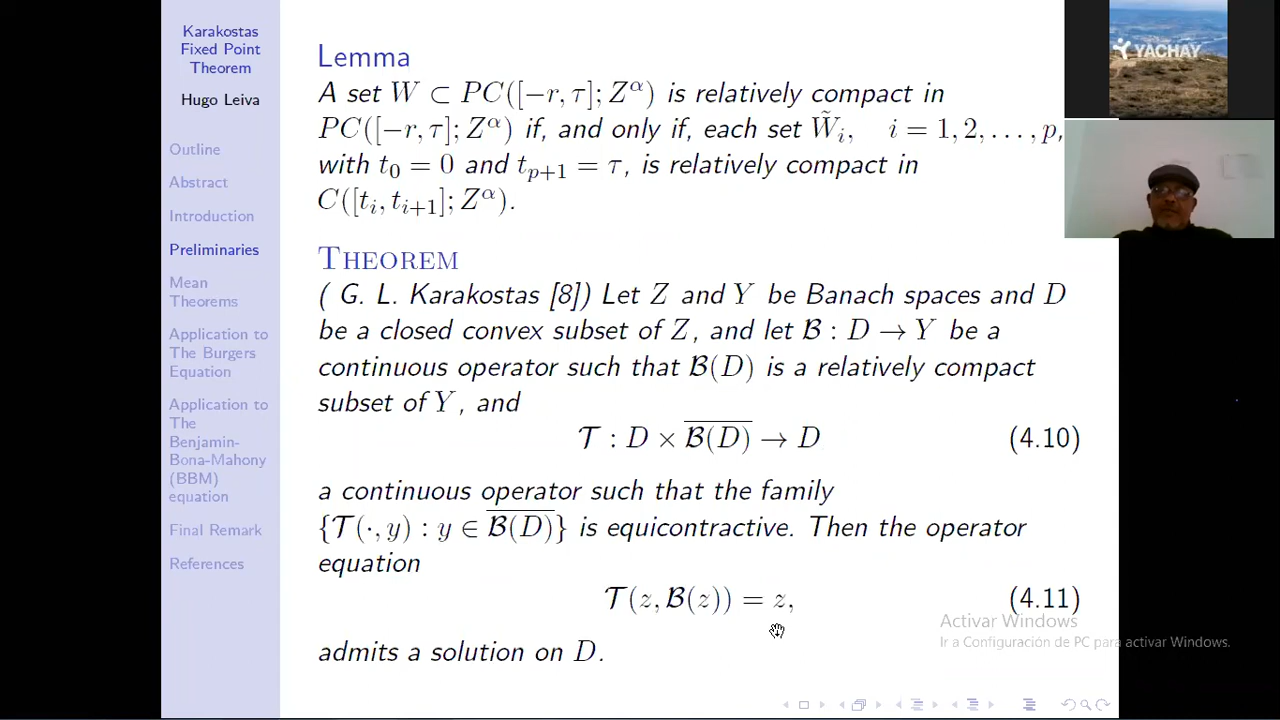 Karakostas
Fixed Point
Theorem
Hugo Leiva
Outline
Abstract
Introduction
Preliminaries
Mean
Theorems
Application to
The Burgers
Equation
Application to
The
Benjamin-
Bona-Mahony
(BBM)
equation
Final Remark
References
Lemma
A set W ⊂ PC([−r, τ]; Z^α) is relatively compact in
PC([−r, τ]; Z^α) if, and only if, each set W̃_i, i = 1, 2, . . . , p,
with t_0 = 0 and t_{p+1} = τ, is relatively compact in
C([t_i, t_{i+1}]; Z^α).
THEOREM
( G. L. Karakostas [8]) Let Z and Y be Banach spaces and D
be a closed convex subset of Z, and let ℬ : D → Y be a
continuous operator such that ℬ(D) is a relatively compact
subset of Y, and
𝒯 : D × \overline{ℬ(D)} → D (4.10)
a continuous operator such that the family
{𝒯(·, y) : y ∈ \overline{ℬ(D)}} is equicontractive. Then the operator
equation
𝒯(z, ℬ(z)) = z, (4.11)
admits a solution on D.
YACHAY
Activar Windows
Ir a Configuración de PC para activar Windows.